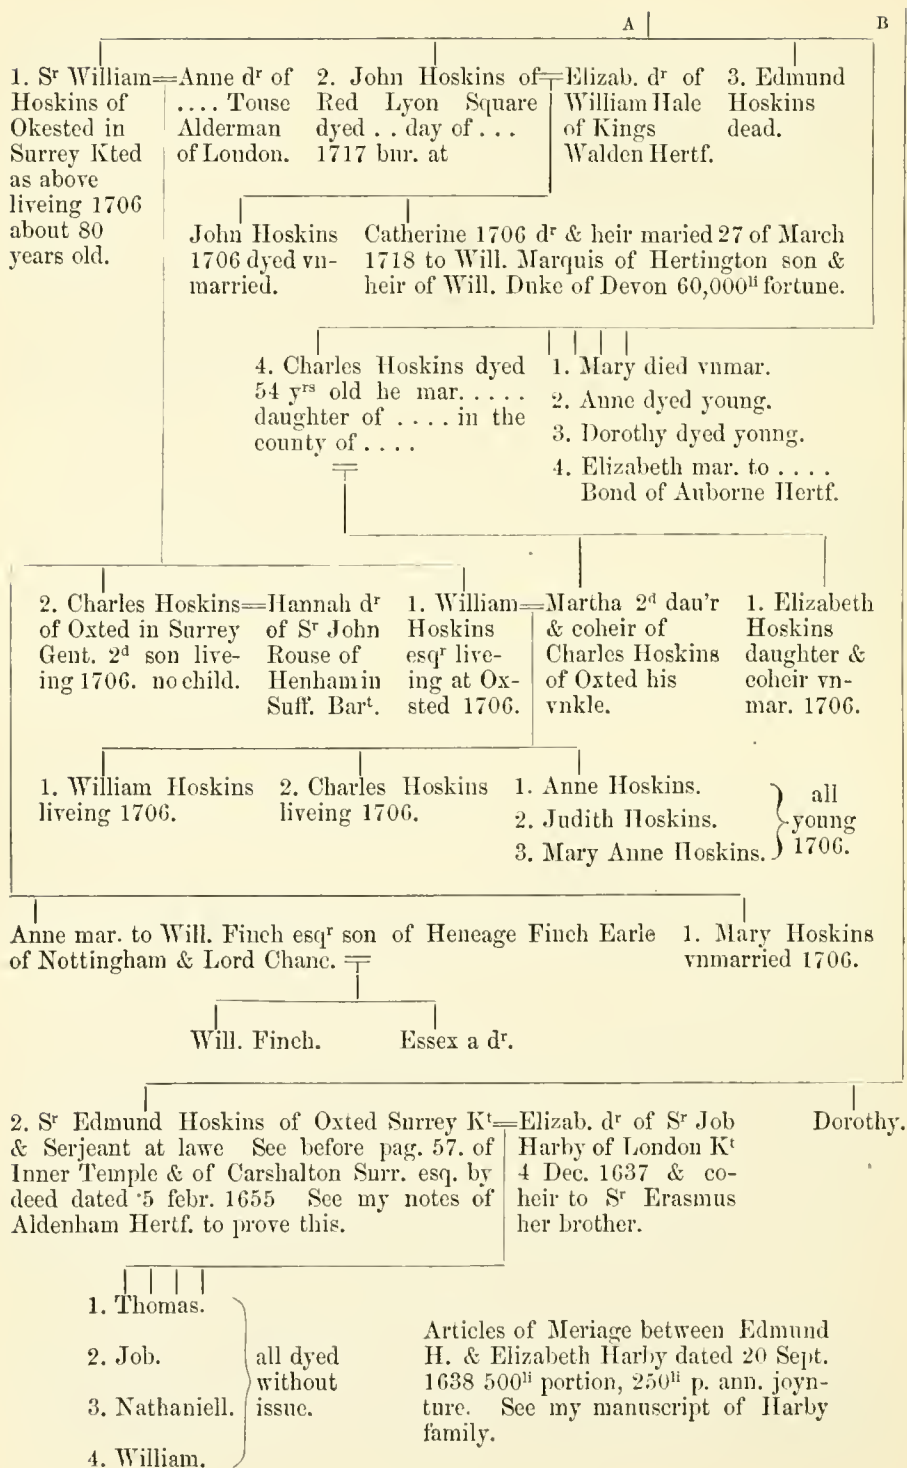 A B
1. Sʳ William=Anne dʳ of
Hoskins of .... Touse
Okested in Alderman
Surrey Kted of London.
as above
liveing 1706
about 80
years old.
2. John Hoskins of=Elizab. dʳ of
Red Lyon Square William Hale
dyed . . day of . . . of Kings
1717 bur. at Walden Hertf.
3. Edmund
Hoskins
dead.
John Hoskins
1706 dyed vn-
married.
Catherine 1706 dʳ & heir maried 27 of March
1718 to Will. Marquis of Hertington son &
heir of Will. Duke of Devon 60,000ˡⁱ fortune.
4. Charles Hoskins dyed
54 yʳˢ old he mar. . . . . .
daughter of . . . . in the
county of . . . .
1. Mary died vnmar.
2. Anne dyed young.
3. Dorothy dyed young.
4. Elizabeth mar. to . . . .
Bond of Auborne Hertf.
2. Charles Hoskins=Hannah dʳ
of Oxted in Surrey of Sʳ John
Gent. 2ᵈ son live- Rouse of
ing 1706. no child. Henham in
Suff. Barᵗ.
1. William=Martha 2ᵈ dau'r
Hoskins & coheir of
esqʳ live- Charles Hoskins
ing at Ox- of Oxted his
sted 1706. vnkle.
1. Elizabeth
Hoskins
daughter &
coheir vn-
mar. 1706.
1. William Hoskins
liveing 1706.
2. Charles Hoskins
liveing 1706.
1. Anne Hoskins.
2. Judith Hoskins.
3. Mary Anne Hoskins.
all
young
1706.
Anne mar. to Will. Finch esqʳ son of Heneage Finch Earle
of Nottingham & Lord Chanc.
1. Mary Hoskins
vnmarried 1706.
Will. Finch. Essex a dʳ.
2. Sʳ Edmund Hoskins of Oxted Surrey Kᵗ=Elizab. dʳ of Sʳ Job
& Serjeant at lawe See before pag. 57. of Harby of London Kᵗ
Inner Temple & of Carshalton Surr. esq. by 4 Dec. 1637 & co-
deed dated 5 febr. 1655 See my notes of heir to Sʳ Erasmus
Aldenham Hertf. to prove this. her brother.
Dorothy.
1. Thomas.
2. Job.
3. Nathaniell.
4. William.
all dyed
without
issue.
Articles of Meriage between Edmund
H. & Elizabeth Harby dated 20 Sept.
1638 500ˡⁱ portion, 250ˡⁱ p. ann. joyn-
ture. See my manuscript of Harby
family.